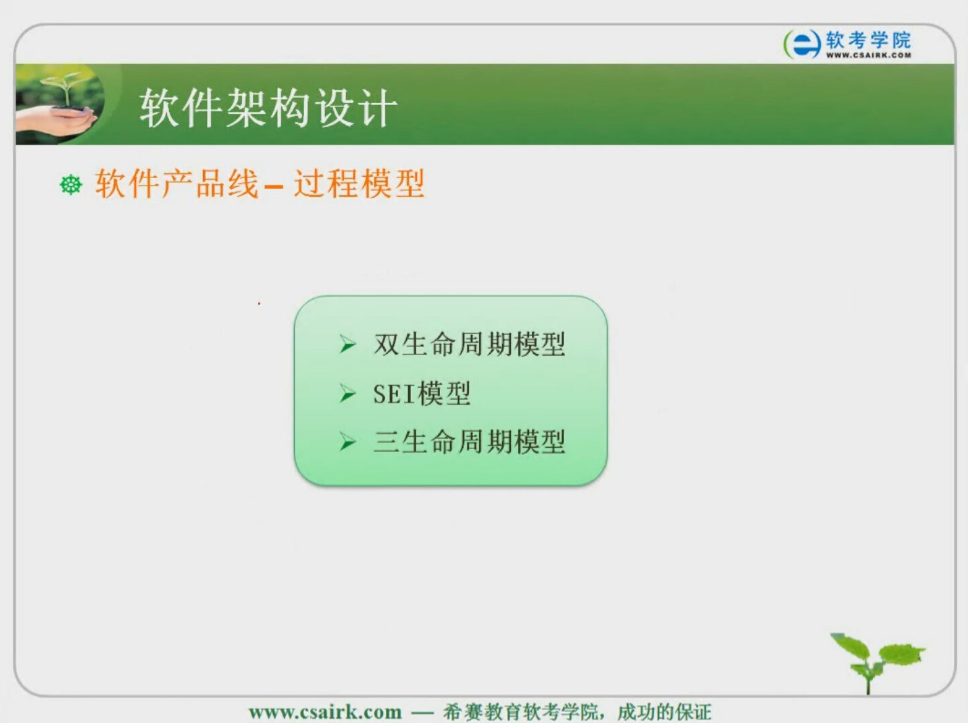 软考学院
WWW.CSAIRK.COM
软件架构设计
软件产品线 – 过程模型
双生命周期模型
SEI模型
三生命周期模型
www.csairk.com — 希赛教育软考学院，成功的保证